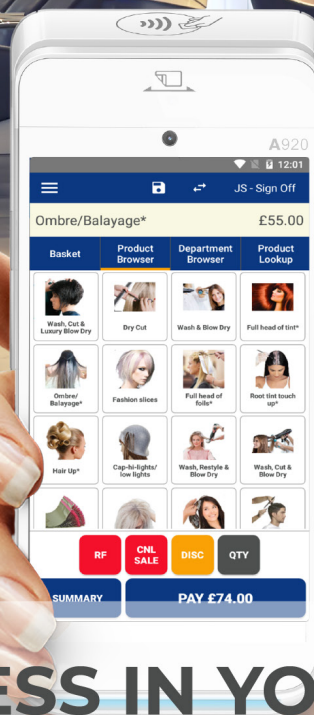 A920
12:01
JS - Sign Off
Ombre/Balayage* £55.00
Basket
Product
Browser
Department
Browser
Product
Lookup
Wash, Cut &
Luxury Blow Dry
Dry Cut
Wash & Blow Dry
Full head of tint*
Ombre/
Balayage*
Fashion slices
Full head of
foils*
Root tint touch
up*
Hair Up*
Cap-hi-lights/
low lights
Wash, Restyle &
Blow Dry
Wash, Cut &
Blow Dry
RF
CNL
SALE
DISC
QTY
SUMMARY
PAY £74.00
ESS IN YO